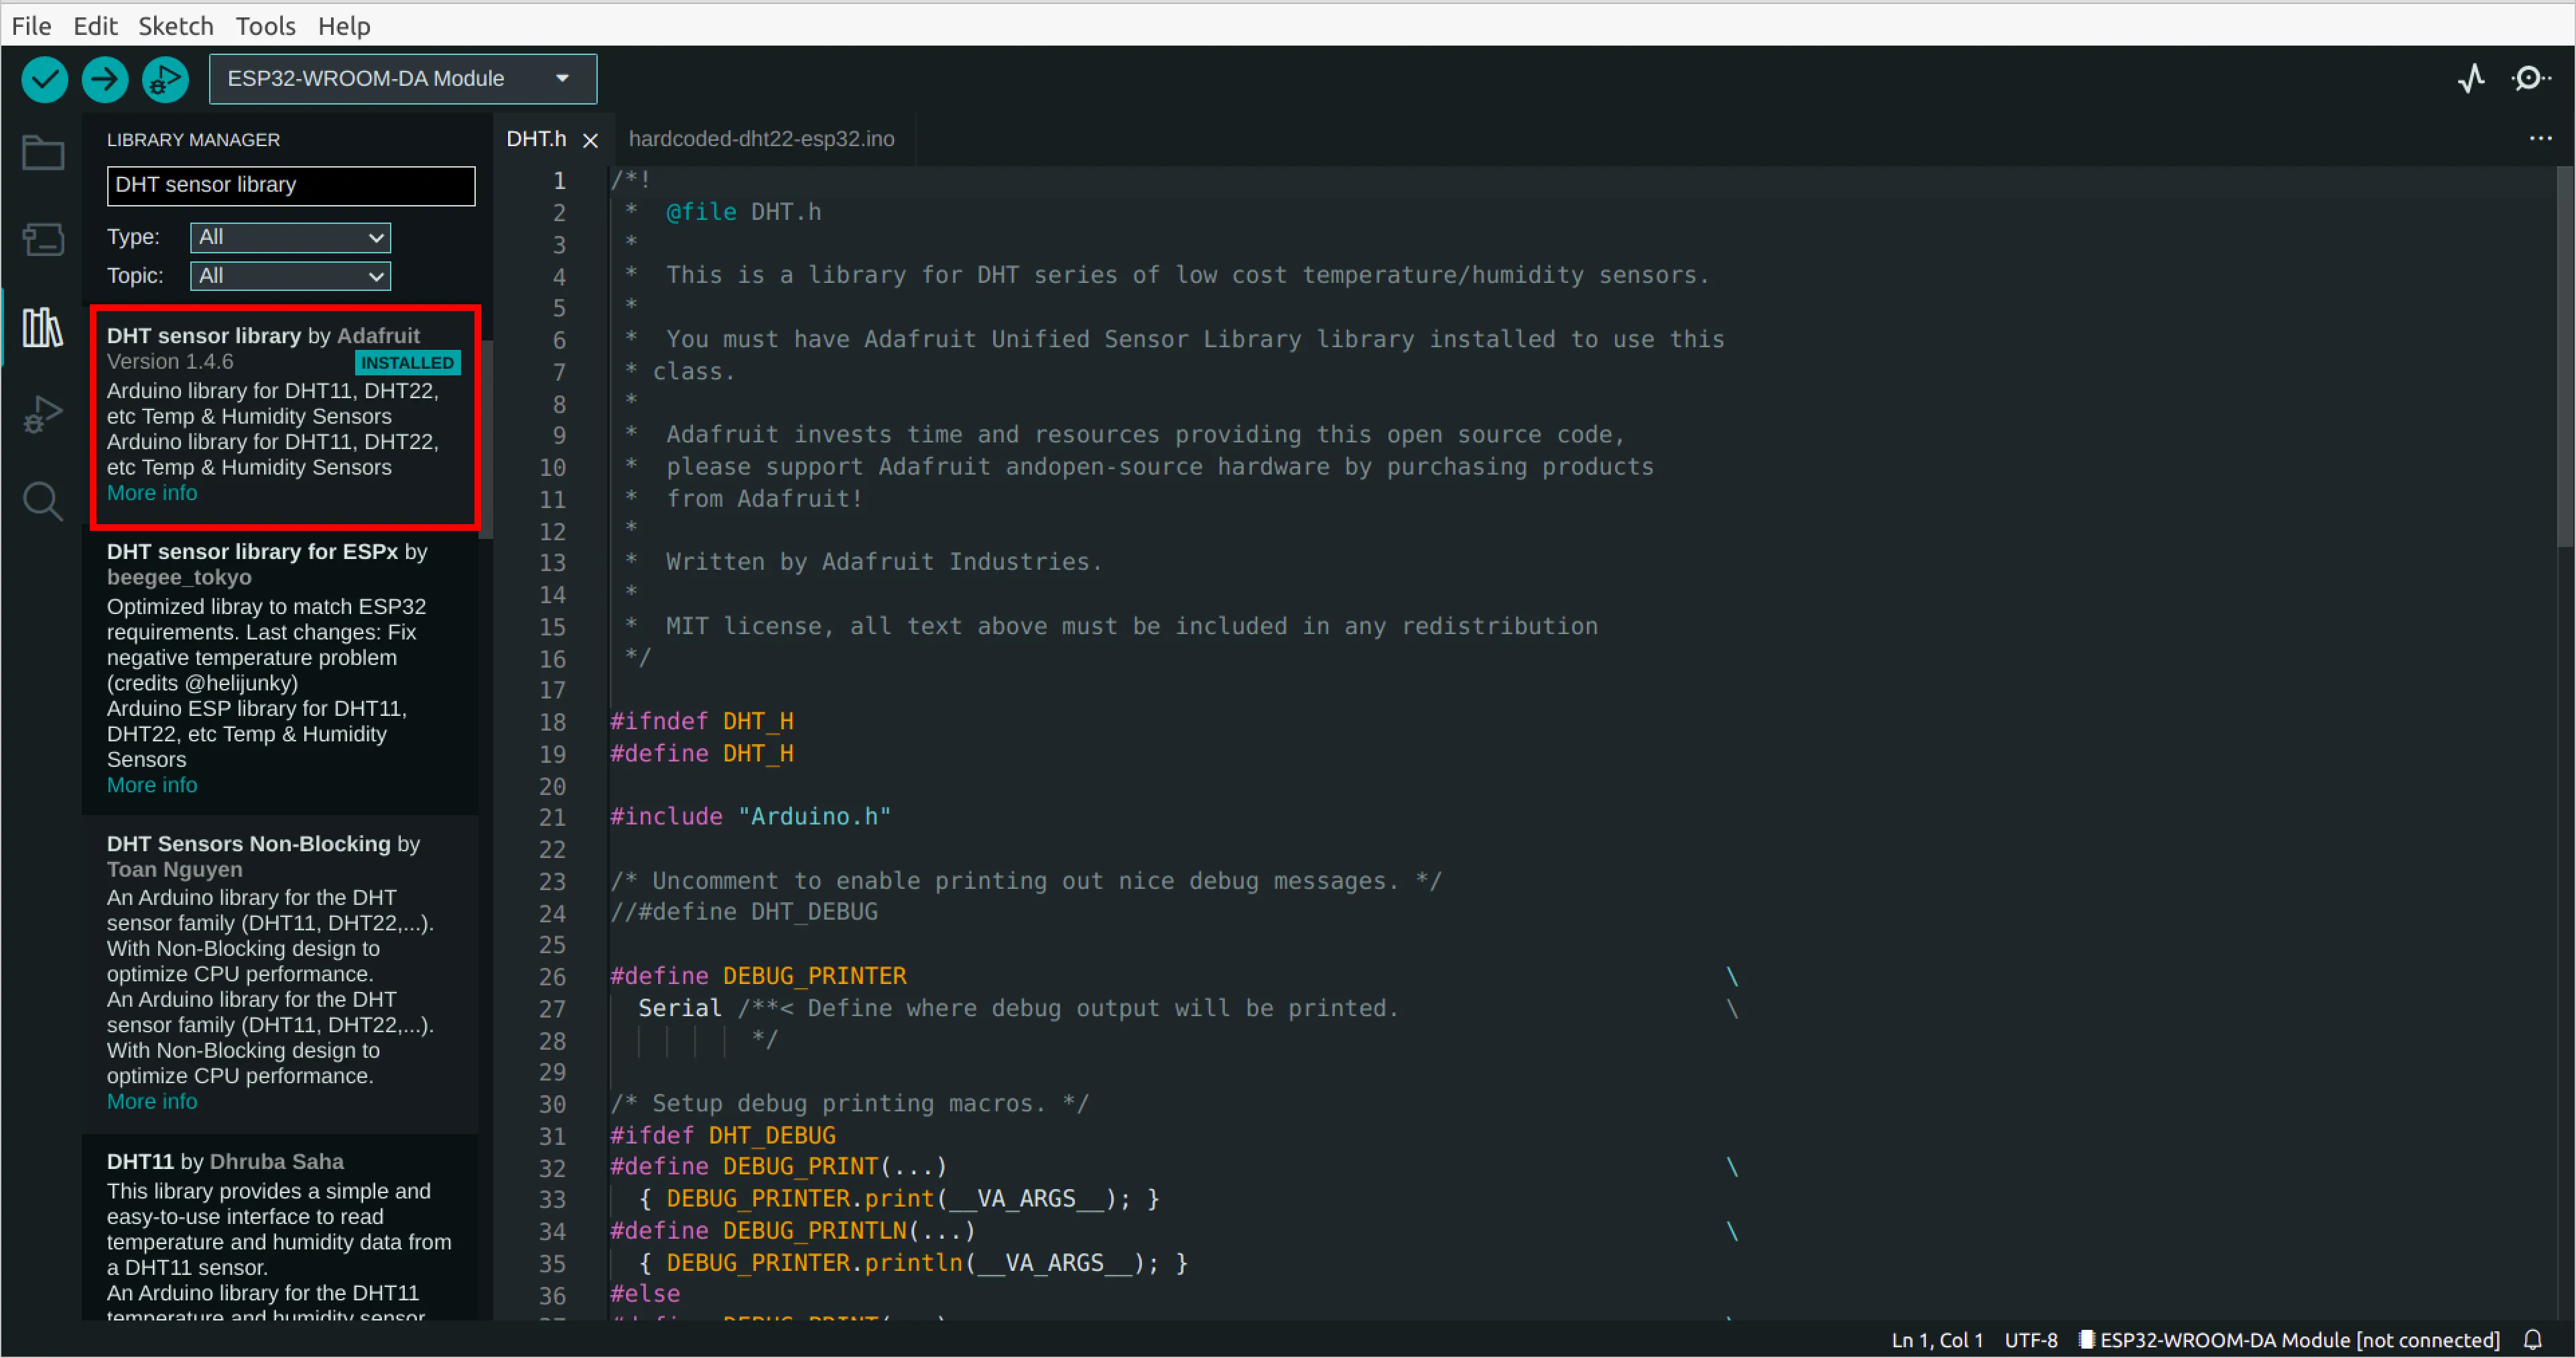 File Edit Sketch Tools Help
ESP32-WROOM-DA Module
LIBRARY MANAGER
DHT sensor library
Type: All
Topic: All
DHT sensor library by Adafruit
Version 1.4.6 INSTALLED
Arduino library for DHT11, DHT22,
etc Temp & Humidity Sensors
Arduino library for DHT11, DHT22,
etc Temp & Humidity Sensors
More info
DHT sensor library for ESPx by
beegee_tokyo
Optimized libray to match ESP32
requirements. Last changes: Fix
negative temperature problem
(credits @helijunky)
Arduino ESP library for DHT11,
DHT22, etc Temp & Humidity
Sensors
More info
DHT Sensors Non-Blocking by
Toan Nguyen
An Arduino library for the DHT
sensor family (DHT11, DHT22,...).
With Non-Blocking design to
optimize CPU performance.
An Arduino library for the DHT
sensor family (DHT11, DHT22,...).
With Non-Blocking design to
optimize CPU performance.
More info
DHT11 by Dhruba Saha
This library provides a simple and
easy-to-use interface to read
temperature and humidity data from
a DHT11 sensor.
An Arduino library for the DHT11
temperature and humidity sensor
DHT.h hardcoded-dht22-esp32.ino
1 /*!
2 * @file DHT.h
3 *
4 * This is a library for DHT series of low cost temperature/humidity sensors.
5 *
6 * You must have Adafruit Unified Sensor Library library installed to use this
7 * class.
8 *
9 * Adafruit invests time and resources providing this open source code,
10 * please support Adafruit andopen-source hardware by purchasing products
11 * from Adafruit!
12 *
13 * Written by Adafruit Industries.
14 *
15 * MIT license, all text above must be included in any redistribution
16 */
17
18 #ifndef DHT_H
19 #define DHT_H
20
21 #include "Arduino.h"
22
23 /* Uncomment to enable printing out nice debug messages. */
24 //#define DHT_DEBUG
25
26 #define DEBUG_PRINTER \
27 Serial /**< Define where debug output will be printed. \
28 */
29
30 /* Setup debug printing macros. */
31 #ifdef DHT_DEBUG
32 #define DEBUG_PRINT(...) \
33 { DEBUG_PRINTER.print(__VA_ARGS__); }
34 #define DEBUG_PRINTLN(...) \
35 { DEBUG_PRINTER.println(__VA_ARGS__); }
36 #else
Ln 1, Col 1 UTF-8 ESP32-WROOM-DA Module [not connected]